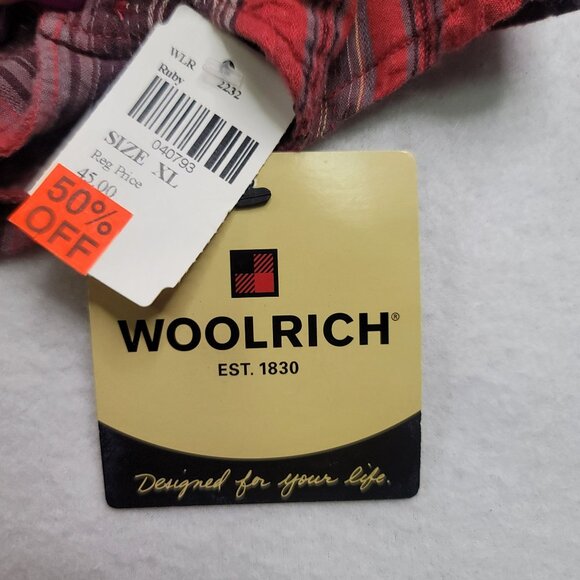 WLR 2232
Ruby
040793
SIZE XL
Reg Price
45.00
50%
OFF
WOOLRICH®
EST. 1830
Designed for your life.